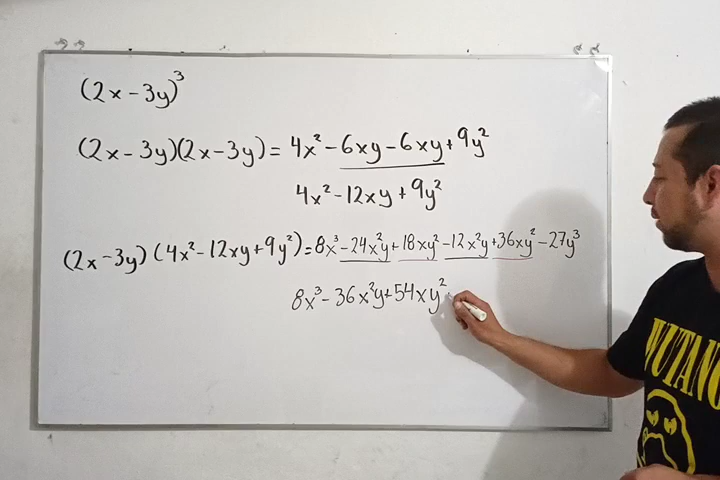 (2x-3y)³
(2x-3y)(2x-3y)= 4x²-6xy-6xy+9y²
4x²-12xy+9y²
(2x-3y)(4x²-12xy+9y²)=8x³-24x²y+18xy²-12x²y+36xy²-27y³
8x³-36x²y+54xy²
WUTANG